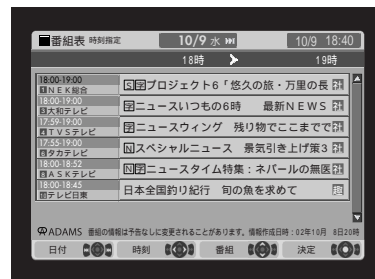 ■番組表 時刻指定 10/9 水 10/9 18:40
18時 19時
18:00-19:00
1NEK総合 S字プロジェクト6「悠久の旅・万里の長
18:00-19:00
3大和テレビ 字ニュースいつもの6時 最新NEWS
17:59-19:00
TVSテレビ 字ニュースウィング 残り物でここまでで
17:55-19:00
タカテレビ Nスペシャルニュース 景気引き上げ策3
18:00-18:52
ASKテレビ N字ニュースタイム特集：ネパールの無医
18:00-18:45
テレビ日東 日本全国釣り紀行 旬の魚を求めて
ADAMS 番組の情報は予告なしに変更されることがあります。情報作成日時：02年10月 8日20時
日付 時刻 番組 決定